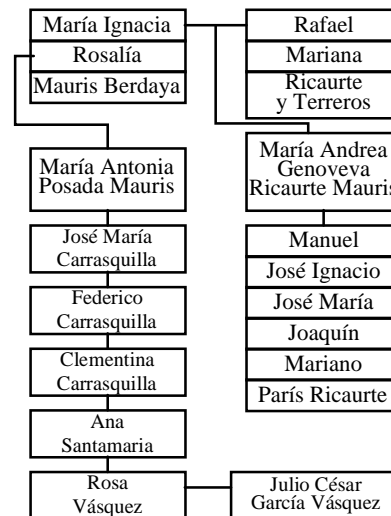 María Ignacia
Rosalía
Mauris Berdaya
Rafael
Mariana
Ricaurte
y Terreros
María Antonia
Posada Mauris
María Andrea
Genoveva
Ricaurte Mauris
José María
Carrasquilla
Federico
Carrasquilla
Clementina
Carrasquilla
Ana
Santamaria
Rosa
Vásquez
Manuel
José Ignacio
José María
Joaquín
Mariano
París Ricaurte
Julio César
García Vásquez